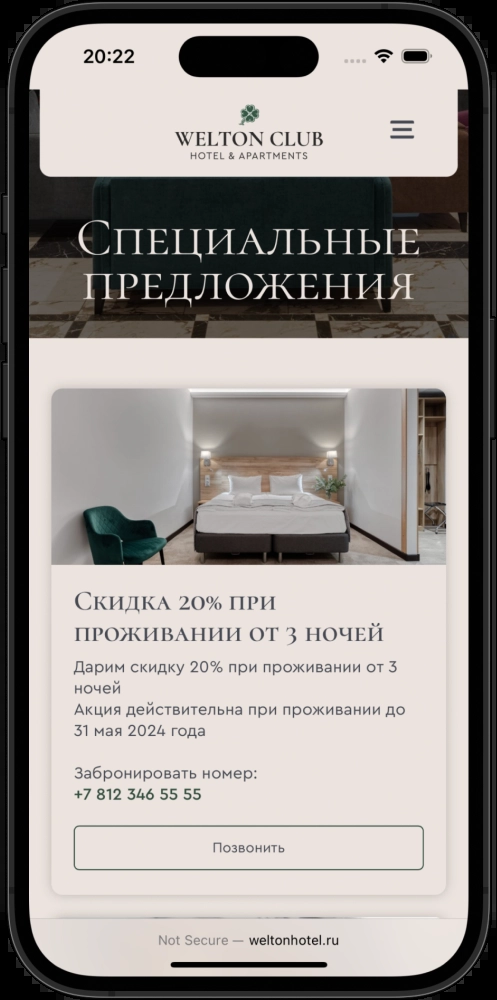 20:22
WELTON CLUB
HOTEL & APARTMENTS
Специальные
предложения
Скидка 20% при
проживании от 3 ночей
Дарим скидку 20% при проживании от 3
ночей
Акция действительна при проживании до
31 мая 2024 года
Забронировать номер:
+7 812 346 55 55
Позвонить
Not Secure — weltonhotel.ru